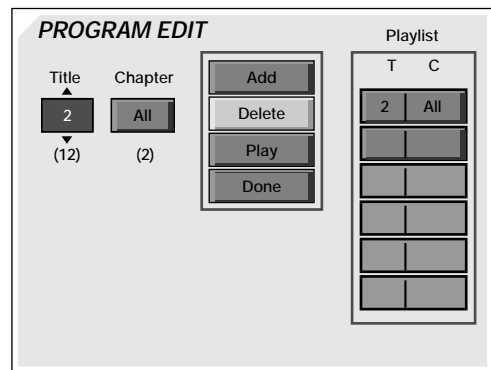 PROGRAM EDIT
Title Chapter
2 All
(12) (2)
Add
Delete
Play
Done
Playlist
T C
2 All